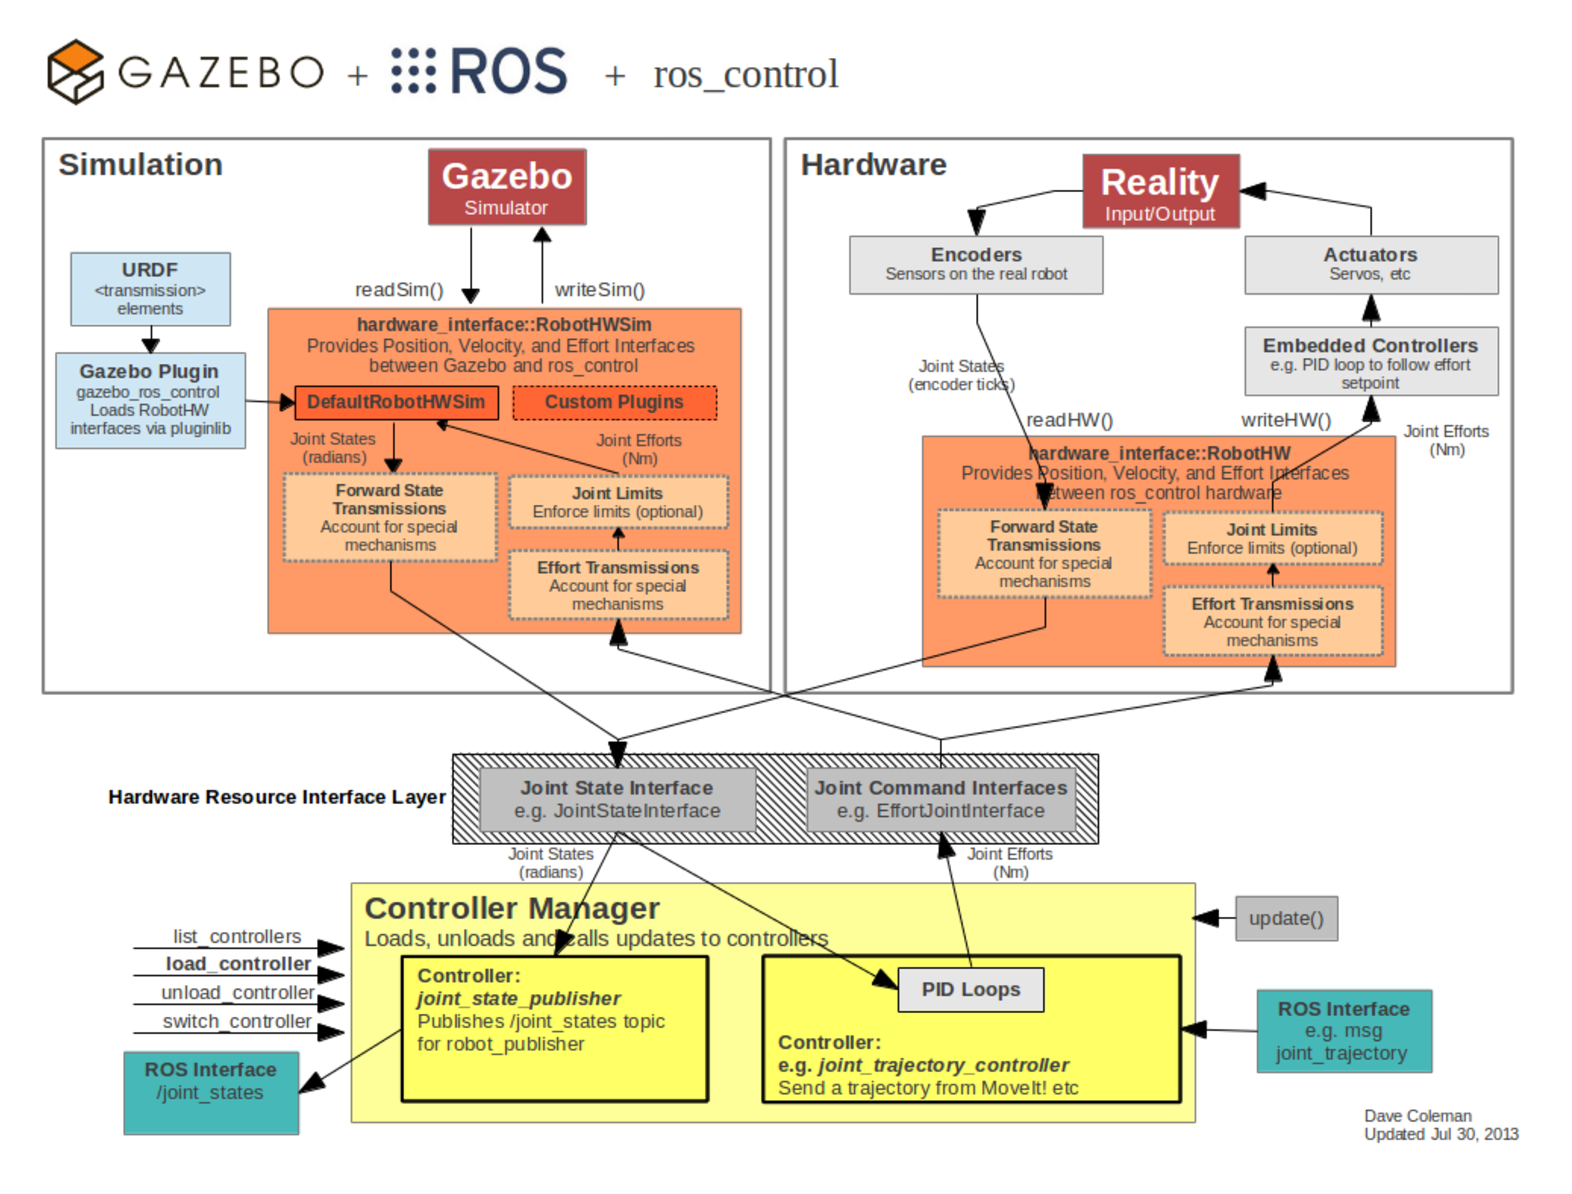 GAZEBO + ROS + ros_control
Simulation
Gazebo
Simulator
URDF
<transmission>
elements
readSim()
writeSim()
Gazebo Plugin
gazebo_ros_control
Loads RobotHW
interfaces via pluginlib
hardware_interface::RobotHWSim
Provides Position, Velocity, and Effort Interfaces
between Gazebo and ros_control
DefaultRobotHWSim
Custom Plugins
Joint States
(radians)
Joint Efforts
(Nm)
Forward State
Transmissions
Account for special
mechanisms
Joint Limits
Enforce limits (optional)
Effort Transmissions
Account for special
mechanisms
Hardware
Reality
Input/Output
Encoders
Sensors on the real robot
Actuators
Servos, etc
Embedded Controllers
e.g. PID loop to follow effort
setpoint
Joint States
(encoder ticks)
readHW()
writeHW()
Joint Efforts
(Nm)
hardware_interface::RobotHW
Provides Position, Velocity, and Effort Interfaces
between ros_control hardware
Forward State
Transmissions
Account for special
mechanisms
Joint Limits
Enforce limits (optional)
Effort Transmissions
Account for special
mechanisms
Hardware Resource Interface Layer
Joint State Interface
e.g. JointStateInterface
Joint Command Interfaces
e.g. EffortJointInterface
Joint States
(radians)
Joint Efforts
(Nm)
Controller Manager
Loads, unloads and calls updates to controllers
update()
list_controllers
load_controller
unload_controller
switch_controller
Controller:
joint_state_publisher
Publishes /joint_states topic
for robot_publisher
PID Loops
Controller:
e.g. joint_trajectory_controller
Send a trajectory from MoveIt! etc
ROS Interface
e.g. msg
joint_trajectory
ROS Interface
/joint_states
Dave Coleman
Updated Jul 30, 2013